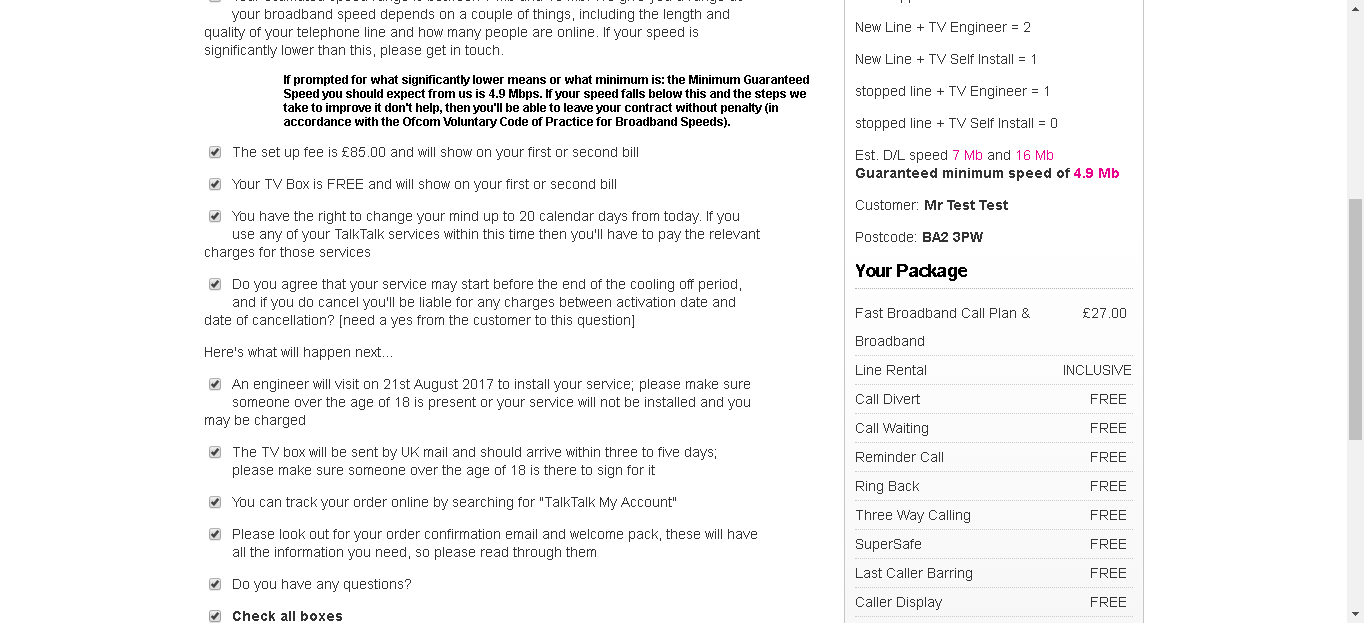 your broadband speed depends on a couple of things, including the length and
quality of your telephone line and how many people are online. If your speed is
significantly lower than this, please get in touch.
If prompted for what significantly lower means or what minimum is: the Minimum Guaranteed
Speed you should expect from us is 4.9 Mbps. If your speed falls below this and the steps we
take to improve it don't help, then you'll be able to leave your contract without penalty (in
accordance with the Ofcom Voluntary Code of Practice for Broadband Speeds).
The set up fee is £85.00 and will show on your first or second bill
Your TV Box is FREE and will show on your first or second bill
You have the right to change your mind up to 20 calendar days from today. If you
use any of your TalkTalk services within this time then you'll have to pay the relevant
charges for those services
Do you agree that your service may start before the end of the cooling off period,
and if you do cancel you'll be liable for any charges between activation date and
date of cancellation? [need a yes from the customer to this question]
Here's what will happen next...
An engineer will visit on 21st August 2017 to install your service; please make sure
someone over the age of 18 is present or your service will not be installed and you
may be charged
The TV box will be sent by UK mail and should arrive within three to five days;
please make sure someone over the age of 18 is there to sign for it
You can track your order online by searching for "TalkTalk My Account"
Please look out for your order confirmation email and welcome pack, these will have
all the information you need, so please read through them
Do you have any questions?
Check all boxes
New Line + TV Engineer = 2
New Line + TV Self Install = 1
stopped line + TV Engineer = 1
stopped line + TV Self Install = 0
Est. D/L speed 7 Mb and 16 Mb
Guaranteed minimum speed of 4.9 Mb
Customer: Mr Test Test
Postcode: BA2 3PW
Your Package
Fast Broadband Call Plan & £27.00
Broadband
Line Rental INCLUSIVE
Call Divert FREE
Call Waiting FREE
Reminder Call FREE
Ring Back FREE
Three Way Calling FREE
SuperSafe FREE
Last Caller Barring FREE
Caller Display FREE